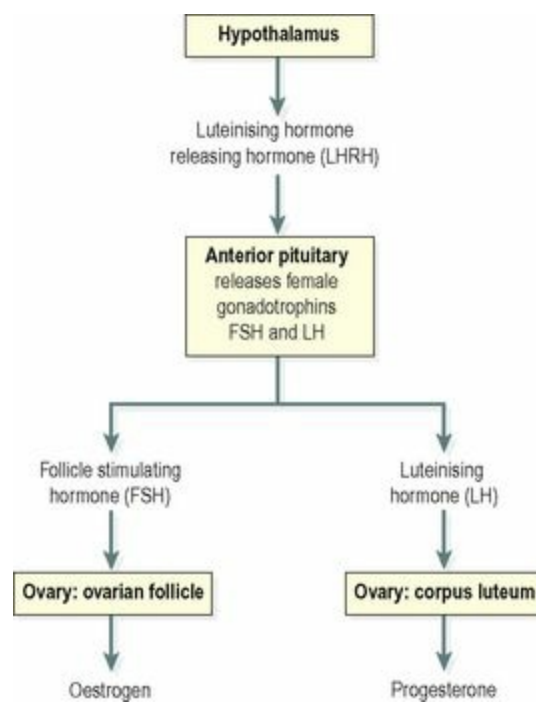 Hypothalamus
Luteinising hormone
releasing hormone (LHRH)
Anterior pituitary
releases female
gonadotrophins
FSH and LH
Follicle stimulating
hormone (FSH)
Luteinising
hormone (LH)
Ovary: ovarian follicle
Ovary: corpus luteum
Oestrogen
Progesterone